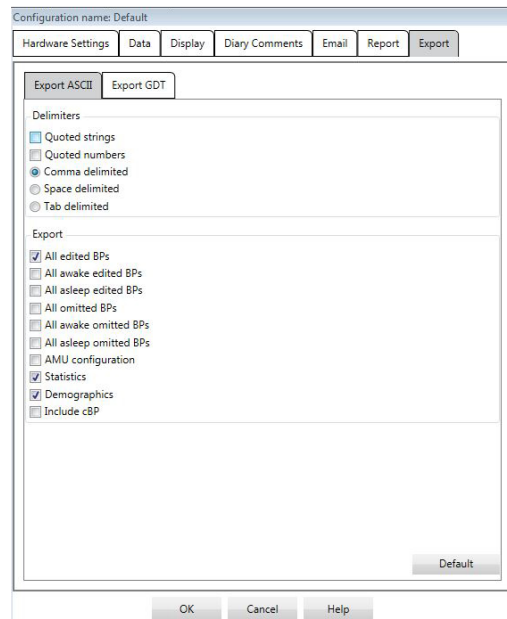 Configuration name: Default
Hardware Settings Data Display Diary Comments Email Report Export
Export ASCII Export GDT
Delimiters
Quoted strings
Quoted numbers
Comma delimited
Space delimited
Tab delimited
Export
All edited BPs
All awake edited BPs
All asleep edited BPs
All omitted BPs
All awake omitted BPs
All asleep omitted BPs
AMU configuration
Statistics
Demographics
Include cBP
Default
OK Cancel Help